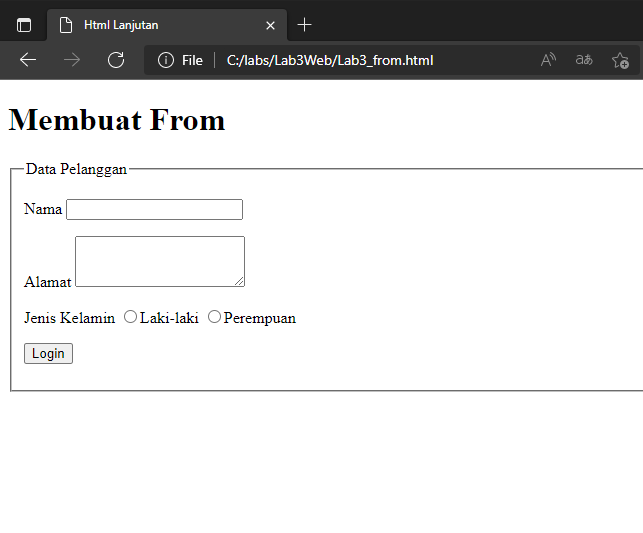 Html Lanjutan
File C:/labs/Lab3Web/Lab3_from.html
Membuat From
Data Pelanggan
Nama
Alamat
Jenis Kelamin Laki-laki Perempuan
Login